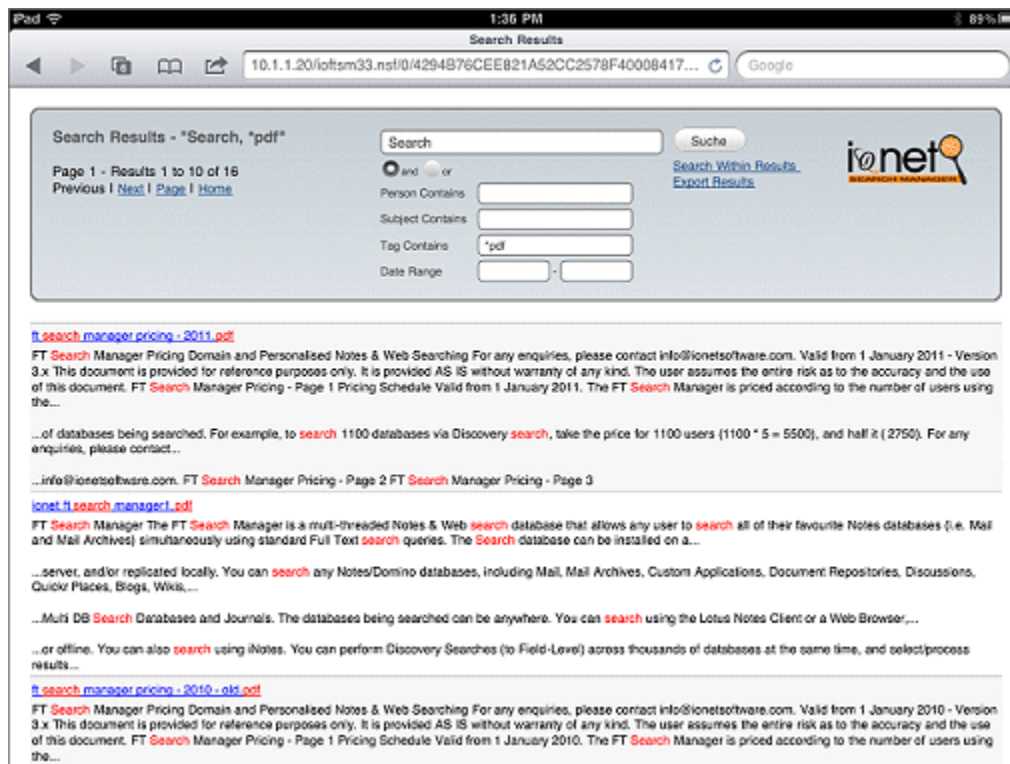 iPad 1:36 PM 89%
Search Results
10.1.1.20/ioftsm33.nsf/0/4294B76CEE821A52CC2578F40008417... Google
Search Results - "Search, *pdf"
Page 1 - Results 1 to 10 of 16
Previous | Next | Page | Home
Search Suche
and or
Search Within Results
Export Results
Person Contains
Subject Contains
Tag Contains *pdf
Date Range -
ionet
SEARCH MANAGER
ft search manager pricing - 2011.pdf
FT Search Manager Pricing Domain and Personalised Notes & Web Searching For any enquiries, please contact info@ionetsoftware.com. Valid from 1 January 2011 - Version
3.x This document is provided for reference purposes only. It is provided AS IS without warranty of any kind. The user assumes the entire risk as to the accuracy and the use
of this document. FT Search Manager Pricing - Page 1 Pricing Schedule Valid from 1 January 2011. The FT Search Manager is priced according to the number of users using
the...
...of databases being searched. For example, to search 1100 databases via Discovery search, take the price for 1100 users (1100 * 5 = 5500), and half it ( 2750). For any
enquiries, please contact...
...info@ionetsoftware.com. FT Search Manager Pricing - Page 2 FT Search Manager Pricing - Page 3
ionet ft search manager1.pdf
FT Search Manager The FT Search Manager is a multi-threaded Notes & Web search database that allows any user to search all of their favourite Notes databases (i.e. Mail
and Mail Archives) simultaneously using standard Full Text search queries. The Search database can be installed on a...
...server, and/or replicated locally. You can search any Notes/Domino databases, including Mail, Mail Archives, Custom Applications, Document Repositories, Discussions,
Quickr Places, Blogs, Wikis,...
...Multi DB Search Databases and Journals. The databases being searched can be anywhere. You can search using the Lotus Notes Client or a Web Browser,...
...or offline. You can also search using iNotes. You can perform Discovery Searches (to Field-Level) across thousands of databases at the same time, and select/process
results...
ft search manager pricing - 2010 - old.pdf
FT Search Manager Pricing Domain and Personalised Notes & Web Searching For any enquiries, please contact info@ionetsoftware.com. Valid from 1 January 2010 - Version
3.x This document is provided for reference purposes only. It is provided AS IS without warranty of any kind. The user assumes the entire risk as to the accuracy and the use
of this document. FT Search Manager Pricing - Page 1 Pricing Schedule Valid from 1 January 2010. The FT Search Manager is priced according to the number of users using
the...